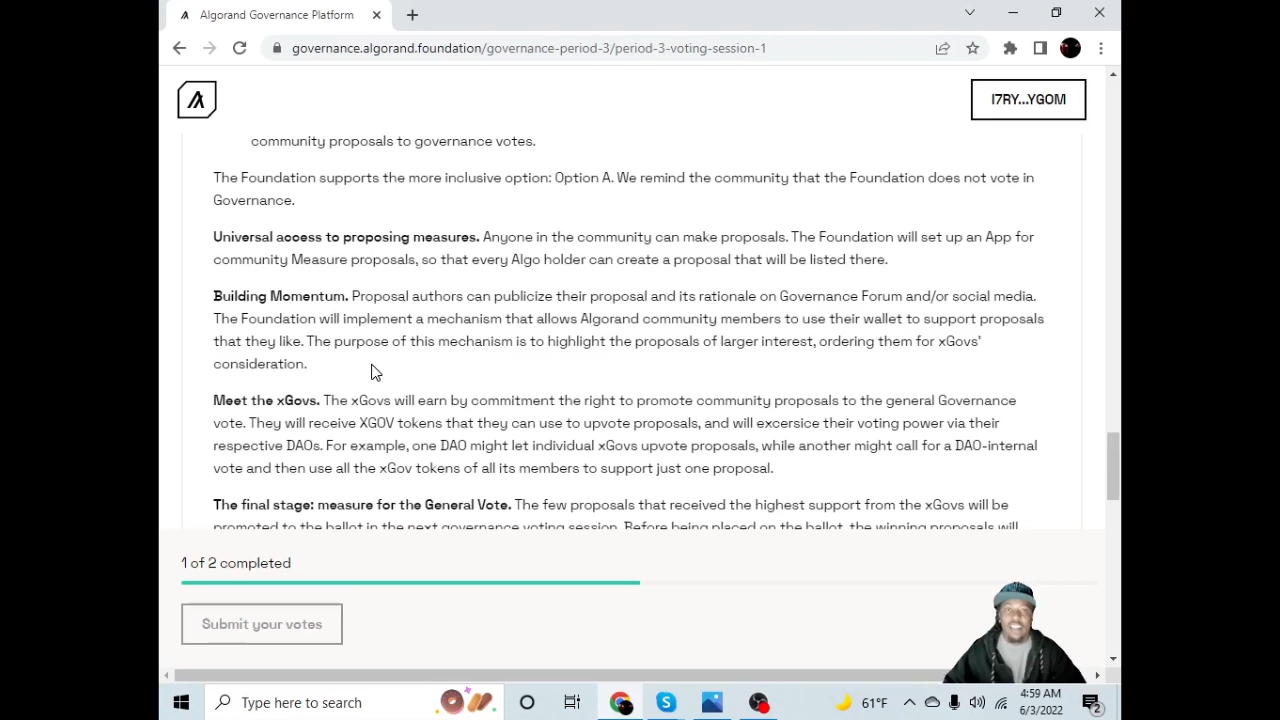 Algorand Governance Platform
governance.algorand.foundation/governance-period-3/period-3-voting-session-1
I7RY...YGOM
community proposals to governance votes.
The Foundation supports the more inclusive option: Option A. We remind the community that the Foundation does not vote in
Governance.
Universal access to proposing measures. Anyone in the community can make proposals. The Foundation will set up an App for
community Measure proposals, so that every Algo holder can create a proposal that will be listed there.
Building Momentum. Proposal authors can publicize their proposal and its rationale on Governance Forum and/or social media.
The Foundation will implement a mechanism that allows Algorand community members to use their wallet to support proposals
that they like. The purpose of this mechanism is to highlight the proposals of larger interest, ordering them for xGovs'
consideration.
Meet the xGovs. The xGovs will earn by commitment the right to promote community proposals to the general Governance
vote. They will receive XGOV tokens that they can use to upvote proposals, and will excersice their voting power via their
respective DAOs. For example, one DAO might let individual xGovs upvote proposals, while another might call for a DAO-internal
vote and then use all the xGov tokens of all its members to support just one proposal.
The final stage: measure for the General Vote. The few proposals that received the highest support from the xGovs will be
promoted to the ballot in the next governance voting session. Before being placed on the ballot, the winning proposals will
1 of 2 completed
Submit your votes
Type here to search
61°F
4:59 AM
6/3/2022
2